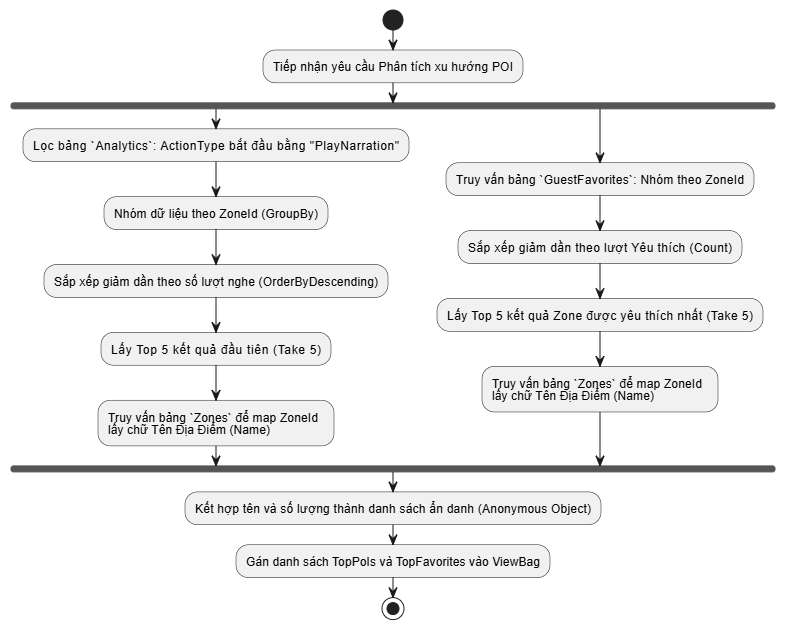 Tiếp nhận yêu cầu Phân tích xu hướng POI
Lọc bảng `Analytics`: ActionType bắt đầu bằng "PlayNarration"
Nhóm dữ liệu theo ZoneId (GroupBy)
Sắp xếp giảm dần theo số lượt nghe (OrderByDescending)
Lấy Top 5 kết quả đầu tiên (Take 5)
Truy vấn bảng `Zones` để map ZoneId
lấy chữ Tên Địa Điểm (Name)
Truy vấn bảng `GuestFavorites`: Nhóm theo ZoneId
Sắp xếp giảm dần theo lượt Yêu thích (Count)
Lấy Top 5 kết quả Zone được yêu thích nhất (Take 5)
Truy vấn bảng `Zones` để map ZoneId
lấy chữ Tên Địa Điểm (Name)
Kết hợp tên và số lượng thành danh sách ẩn danh (Anonymous Object)
Gán danh sách TopPoIs và TopFavorites vào ViewBag